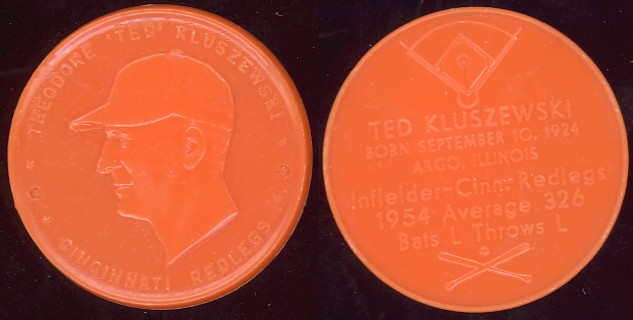 THEODORE 'TED' KLUSZEWSKI
CINCINNATI REDLEGS
TED KLUSZEWSKI
BORN SEPTEMBER 10, 1924
ARGO, ILLINOIS
Infielder-Cinn. Redlegs
1954 Average 326
Bats L Throws L